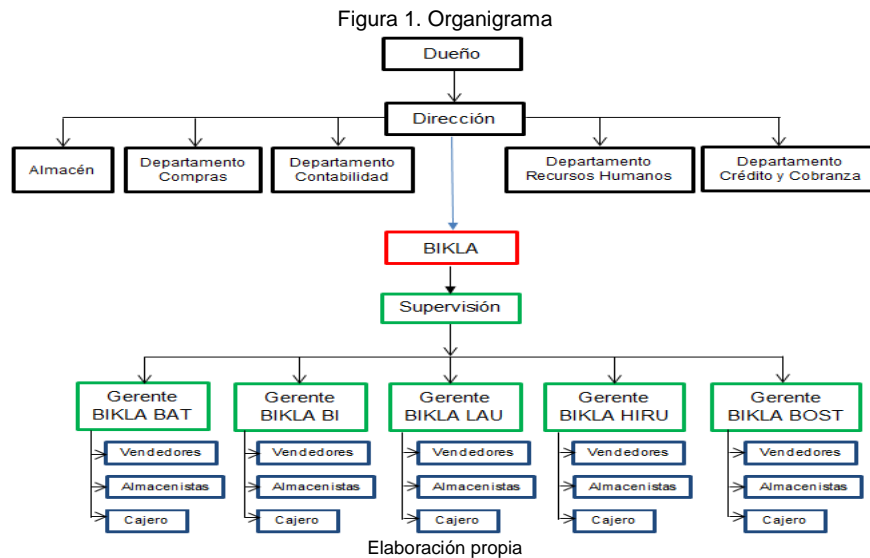 Figura 1. Organigrama
Dueño
Dirección
Almacén
Departamento
Compras
Departamento
Contabilidad
Departamento
Recursos Humanos
Departamento
Crédito y Cobranza
BIKLA
Supervisión
Gerente
BIKLA BAT
Gerente
BIKLA BI
Gerente
BIKLA LAU
Gerente
BIKLA HIRU
Gerente
BIKLA BOST
Vendedores
Vendedores
Vendedores
Vendedores
Vendedores
Almacenistas
Almacenistas
Almacenistas
Almacenistas
Almacenistas
Cajero
Cajero
Cajero
Cajero
Cajero
Elaboración propia